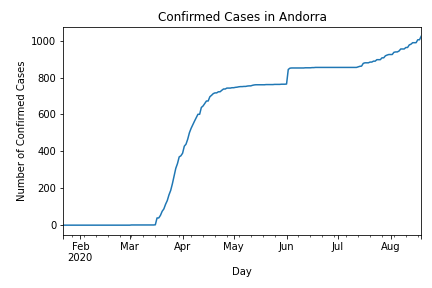 Confirmed Cases in Andorra
Number of Confirmed Cases
1000
800
600
400
200
0
Feb Mar Apr May Jun Jul Aug
2020
Day